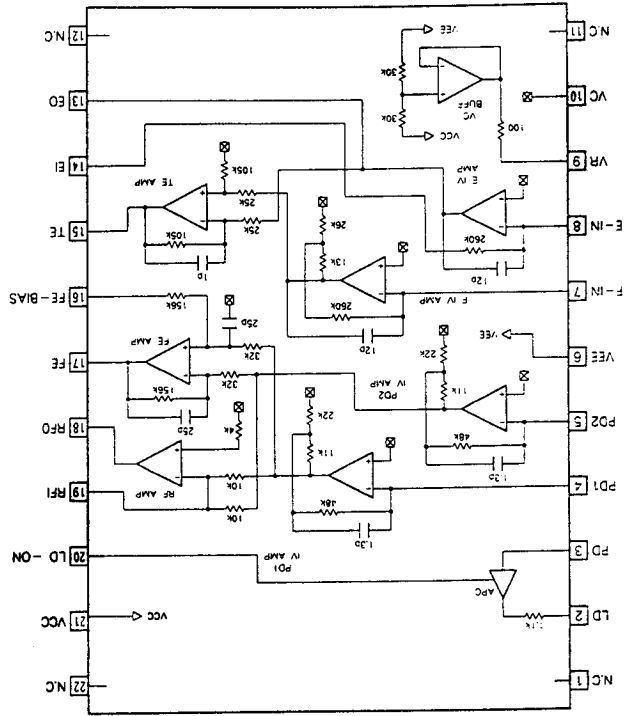 N.C 1
22 N.C
LD 2
1.1k
21 VCC
VCC
APC
PD 3
20 LD
-ON
PD1
IV AMP
1.3p
PD1 4
48k
10k
19 RFI
11k
10k
RF AMP
22k
4k
18 RFO
1.3p
48k
PD2 5
PD2
IV AMP
25p
156k
11k
32k
17 FE
22k
32k
FE AMP
VEE 6
VEE
25p
156k
16 FE-BIAS
12p
F-IN 7
F IV AMP
260k
1p
105k
15 TE
12p
13k
25k
E-IN 8
260k
26k
25k
TE AMP
E IV
AMP
105k
VR 9
14 EI
100
VCC
30k
VC 10
VC
BUFF
13 EO
30k
VEE
N.C 11
12 N.C